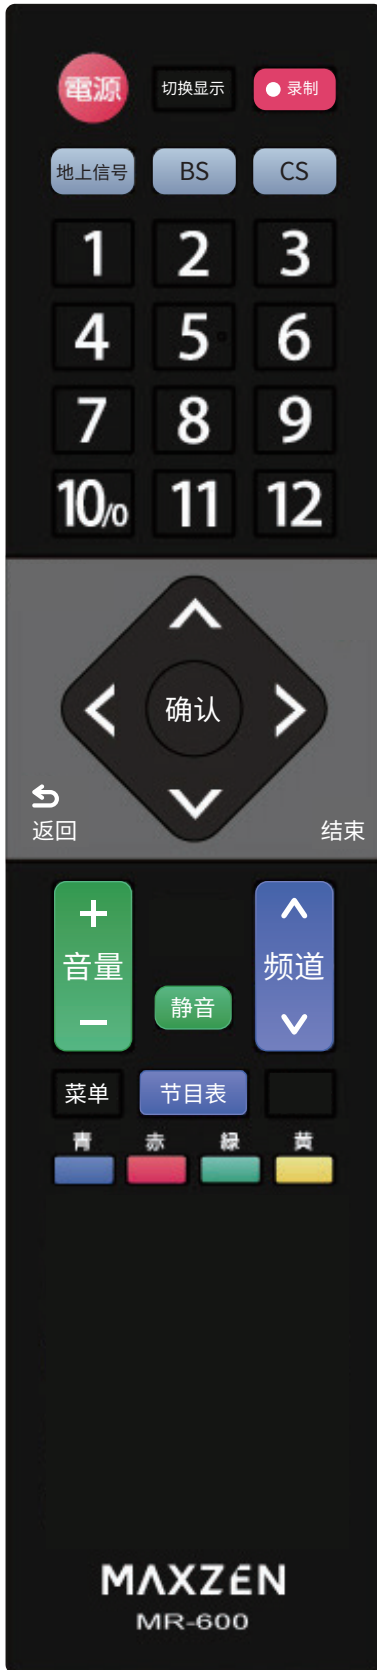 電源 切换显示 录制
地上信号 BS CS
1 2 3
4 5 6
7 8 9
10/0 11 12
确认
返回 结束
+ ∧
音量 频道
静音
− ∨
菜单 节目表
青 赤 緑 黄
MAXZEN
MR-600